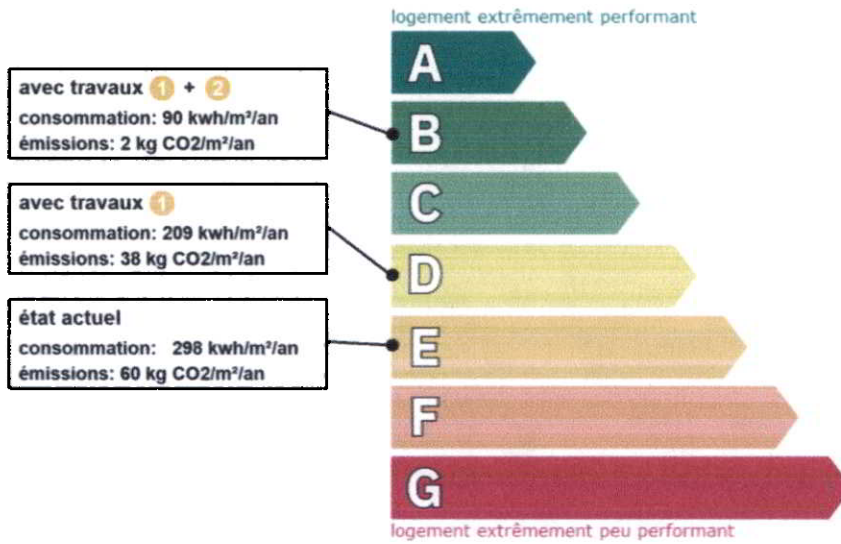 logement extrêmement performant
A
avec travaux 1 + 2
consommation: 90 kwh/m²/an
émissions: 2 kg CO2/m²/an
B
C
avec travaux 1
consommation: 209 kwh/m²/an
émissions: 38 kg CO2/m²/an
D
état actuel
consommation: 298 kwh/m²/an
émissions: 60 kg CO2/m²/an
E
F
G
logement extrêmement peu performant